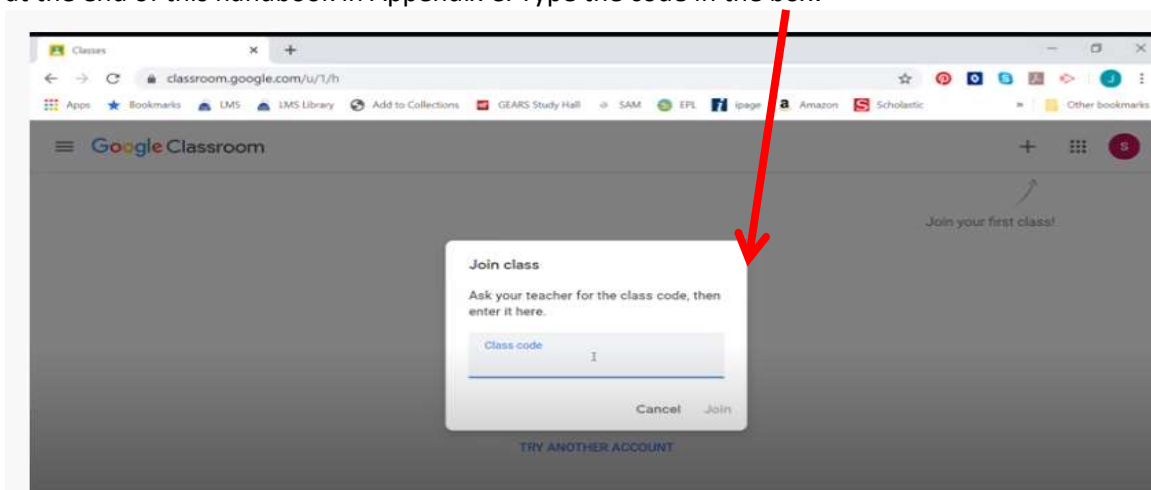 at the end of this handbook in Appendix C. Type the code in the box.
Classes
classroom.google.com/u/1/h
Apps Bookmarks LMS LMS Library Add to Collections GEARS Study Hall SAM EPL ipage Amazon Scholastic » Other bookmarks
J
Google Classroom
S
Join your first class!
Join class
Ask your teacher for the class code, then
enter it here.
Class code
Cancel Join
TRY ANOTHER ACCOUNT